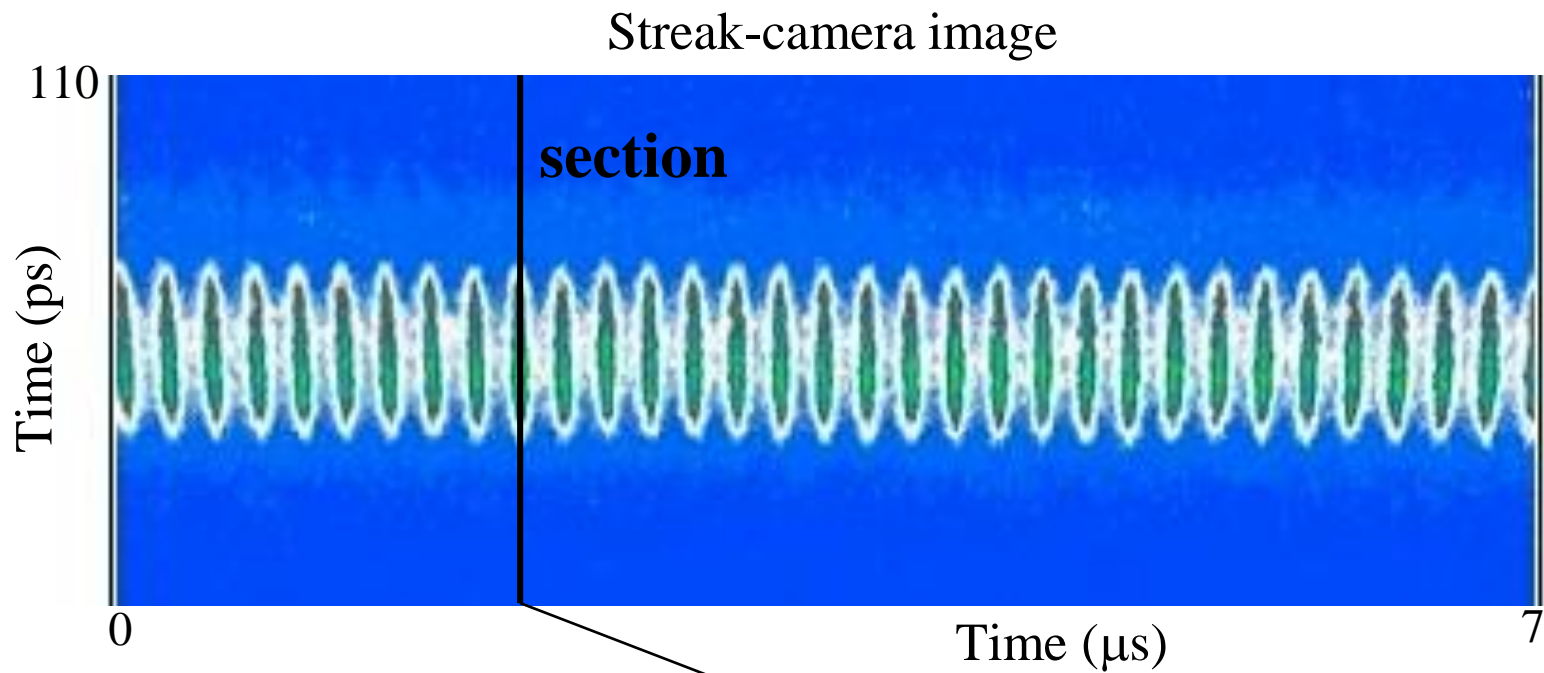 Streak-camera image
110
section
Time (ps)
0
7
Time (μs)